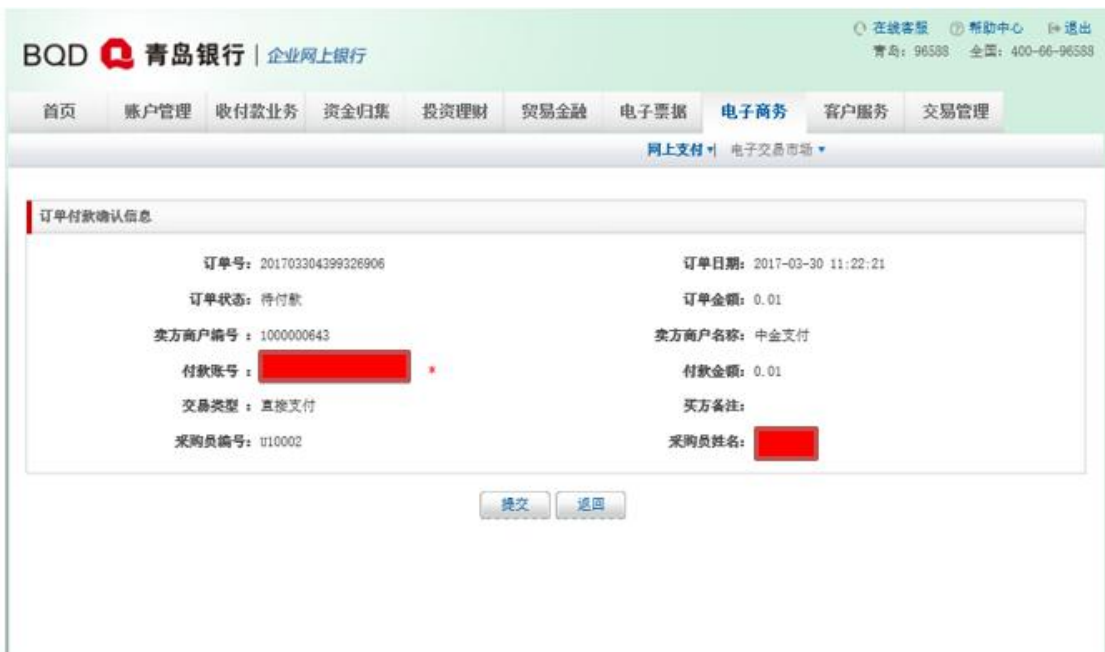 在线客服 帮助中心 退出
BQD 青岛银行 | 企业网上银行
青岛：96588 全国：400-66-96588
首页 账户管理 收付款业务 资金归集 投资理财 贸易金融 电子票据 电子商务 客户服务 交易管理
网上支付 | 电子交易市场
订单付款确认信息
订单号：201703304399326906 订单日期：2017-03-30 11:22:21
订单状态：待付款 订单金额：0.01
卖方商户编号：1000000643 卖方商户名称：中金支付
付款账号： * 付款金额：0.01
交易类型：直接支付 买方备注：
采购员编号：U10002 采购员姓名：
提交 返回